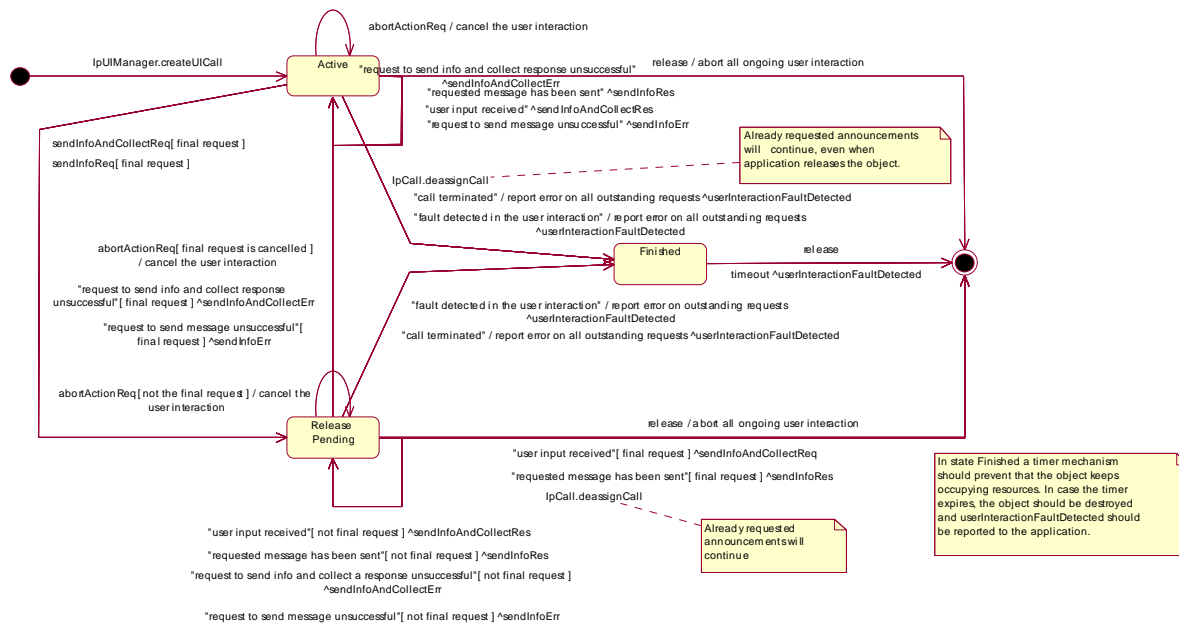 abortActionReq / cancel the user interaction
IpUIManager.createUICall
Active
"request to send info and collect response unsuccessful"
^sendInfoAndCollectErr
release / abort all ongoing user interaction
"requested message has been sent" ^sendInfoRes
"user input received" ^sendInfoAndCollectRes
"request to send message unsuccessful" ^sendInfoErr
sendInfoAndCollectReq[ final request ]
sendInfoReq[ final request ]
Already requested announcements
will continue, even when
application releases the object.
IpCall.deassignCall
"call terminated" / report error on all outstanding requests ^userInteractionFaultDetected
"fault detected in the user interaction" / report error on all outstanding requests
^userInteractionFaultDetected
abortActionReq[ final request is cancelled ]
/ cancel the user interaction
Finished
release
timeout ^userInteractionFaultDetected
"request to send info and collect response
unsuccessful"[ final request ] ^sendInfoAndCollectErr
"request to send message unsuccessful"[
final request ] ^sendInfoErr
"fault detected in the user interaction" / report error on outstanding requests
^userInteractionFaultDetected
"call terminated" / report error on all outstanding requests ^userInteractionFaultDetected
abortActionReq[ not the final request ] / cancel the
user interaction
Release
Pending
release / abort all ongoing user interaction
"user input received"[ final request ] ^sendInfoAndCollectReq
"requested message has been sent"[ final request ] ^sendInfoRes
IpCall.deassignCall
In state Finished a timer mechanism
should prevent that the object keeps
occupying resources. In case the timer
expires, the object should be destroyed
and userInteractionFaultDetected should
be reported to the application.
Already requested
announcements will
continue
"user input received"[ not final request ] ^sendInfoAndCollectRes
"requested message has been sent"[ not final request ] ^sendInfoRes
"request to send info and collect a response unsuccessful"[ not final request ]
^sendInfoAndCollectErr
"request to send message unsuccessful"[ not final request ] ^sendInfoErr